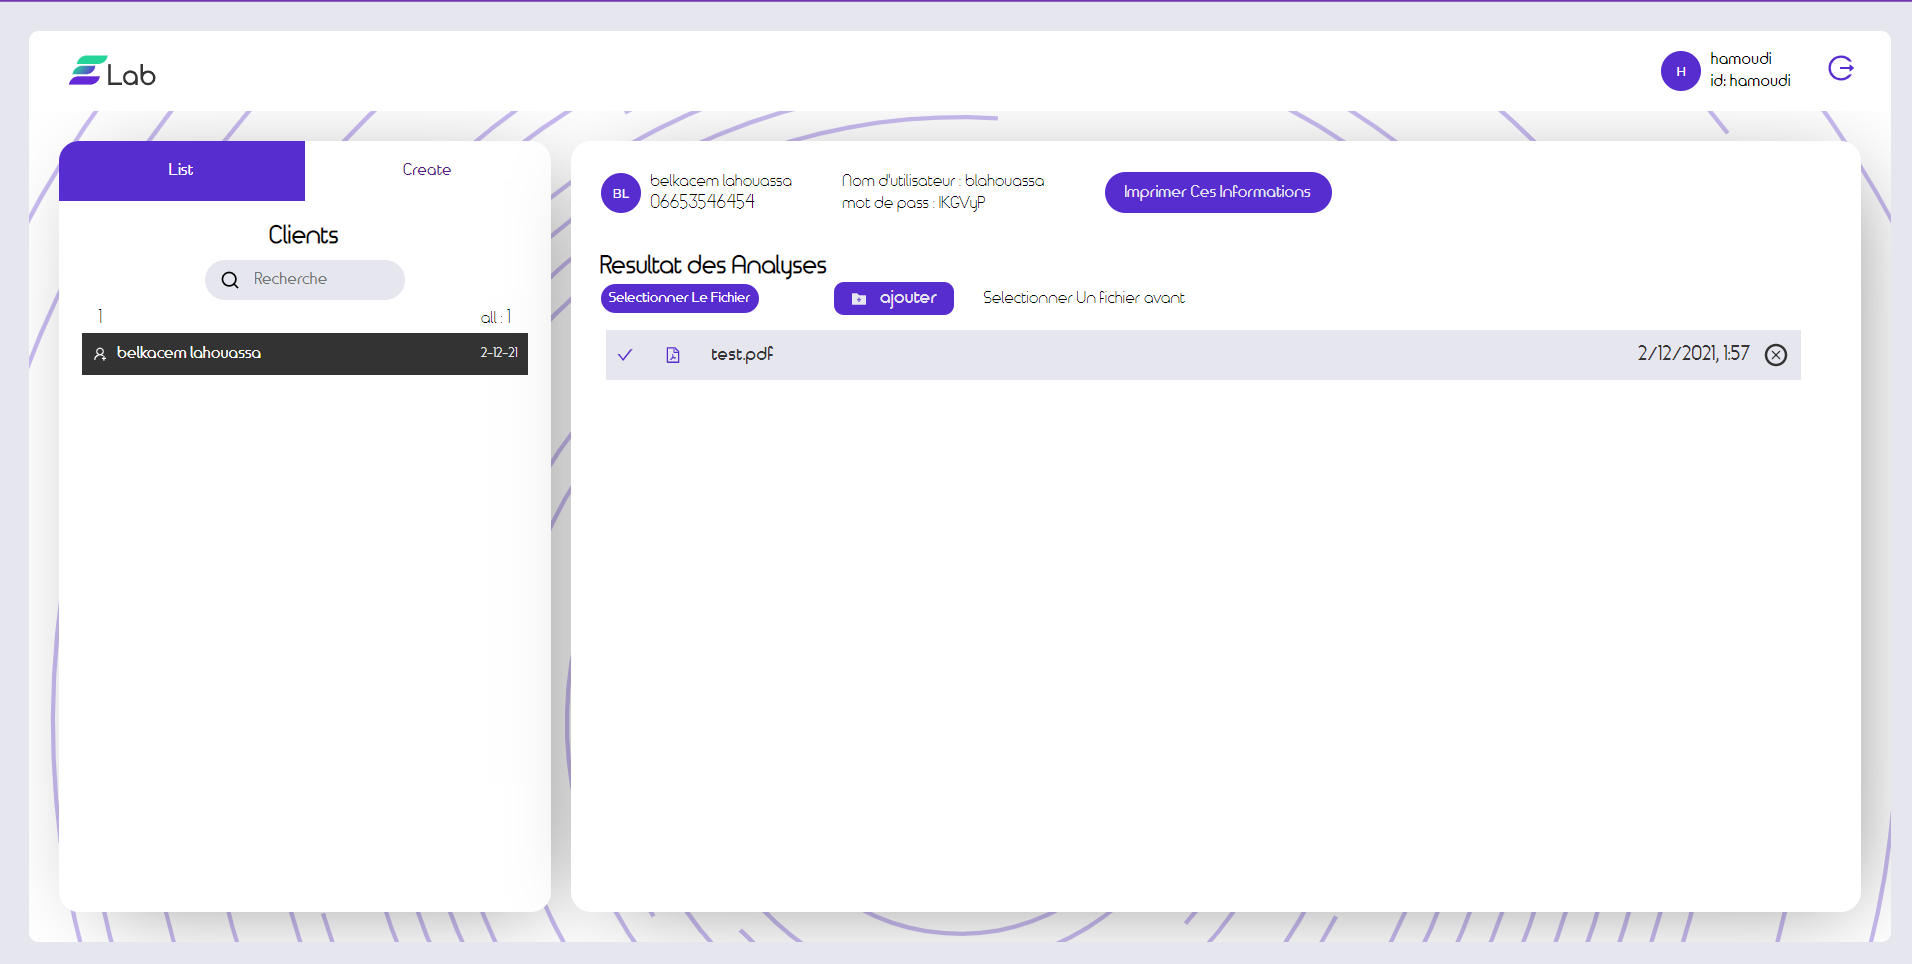 Lab
H
hamoudi
id: hamoudi
List
Create
Clients
Recherche
1
all : 1
belkacem lahouassa
2-12-21
BL
belkacem lahouassa
06653546454
Nom d'utilisateur : blahouassa
mot de pass : IKGVyP
Imprimer Ces Informations
Resultat des Analyses
Selectionner Le Fichier
ajouter
Selectionner Un fichier avant
test.pdf
2/12/2021, 1:57